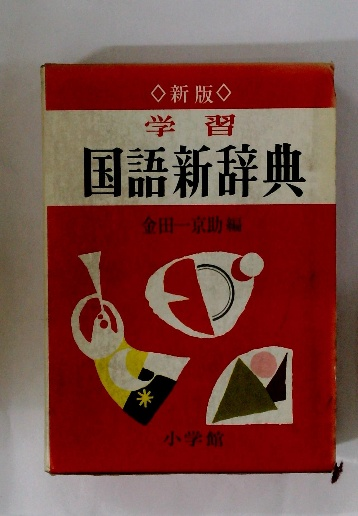 ◇新版◇
学習
国語新辞典
金田一京助編
小学館